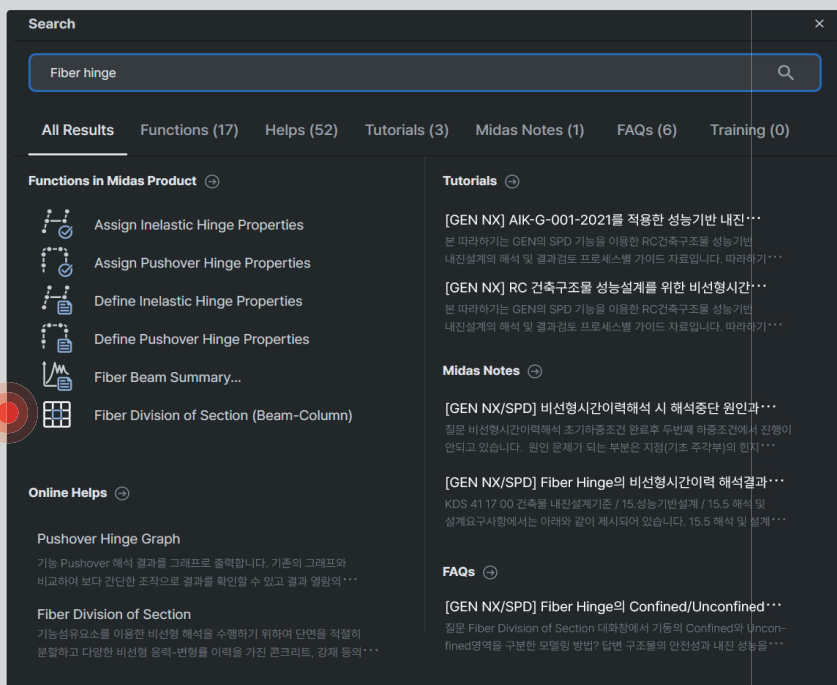 Search
Fiber hinge
All Results
Functions (17)
Helps (52)
Tutorials (3)
Midas Notes (1)
FAQs (6)
Training (0)
Functions in Midas Product
Assign Inelastic Hinge Properties
Assign Pushover Hinge Properties
Define Inelastic Hinge Properties
Define Pushover Hinge Properties
Fiber Beam Summary...
Fiber Division of Section (Beam-Column)
Online Helps
Pushover Hinge Graph
기능 Pushover 해석 결과를 그래프로 출력합니다. 기존의 그래프와
비교하여 보다 간단한 조작으로 결과를 확인할 수 있고 결과 열람의···
Fiber Division of Section
기능섬유요소를 이용한 비선형 해석을 수행하기 위하여 단면을 적절히
분할하고 다양한 비선형 응력-변형률 이력을 가진 콘크리트, 강재 등의···
Tutorials
[GEN NX] AIK-G-001-2021를 적용한 성능기반 내진···
본 따라하기는 GEN의 SPD 기능을 이용한 RC건축구조물 성능기반
내진설계의 해석 및 결과검토 프로세스별 가이드 자료입니다. 따라하기···
[GEN NX] RC 건축구조물 성능설계를 위한 비선형시간···
본 따라하기는 GEN의 SPD 기능을 이용한 RC건축구조물 성능기반
내진설계의 해석 및 결과검토 프로세스별 가이드 자료입니다. 따라하기···
Midas Notes
[GEN NX/SPD] 비선형시간이력해석 시 해석중단 원인과···
질문 비선형시간이력해석 초기하중조건 완료후 두번째 하중조건에서 진행이
안되고 있습니다. 원인 문제가 되는 부분은 지점(기초 주각부)의 힌지···
[GEN NX/SPD] Fiber Hinge의 비선형시간이력 해석결과···
KDS 41 17 00 건축물 내진설계기준 / 15.성능기반설계 / 15.5 해석 및
설계요구사항에서는 아래와 같이 제시되어 있습니다. 15.5 해석 및 설계···
FAQs
[GEN NX/SPD] Fiber Hinge의 Confined/Unconfined···
질문 Fiber Division of Section 대화창에서 기둥의 Confined와 Uncon-
fined영역을 구분한 모델링 방법? 답변 구조물의 안전성과 내진 성능을···